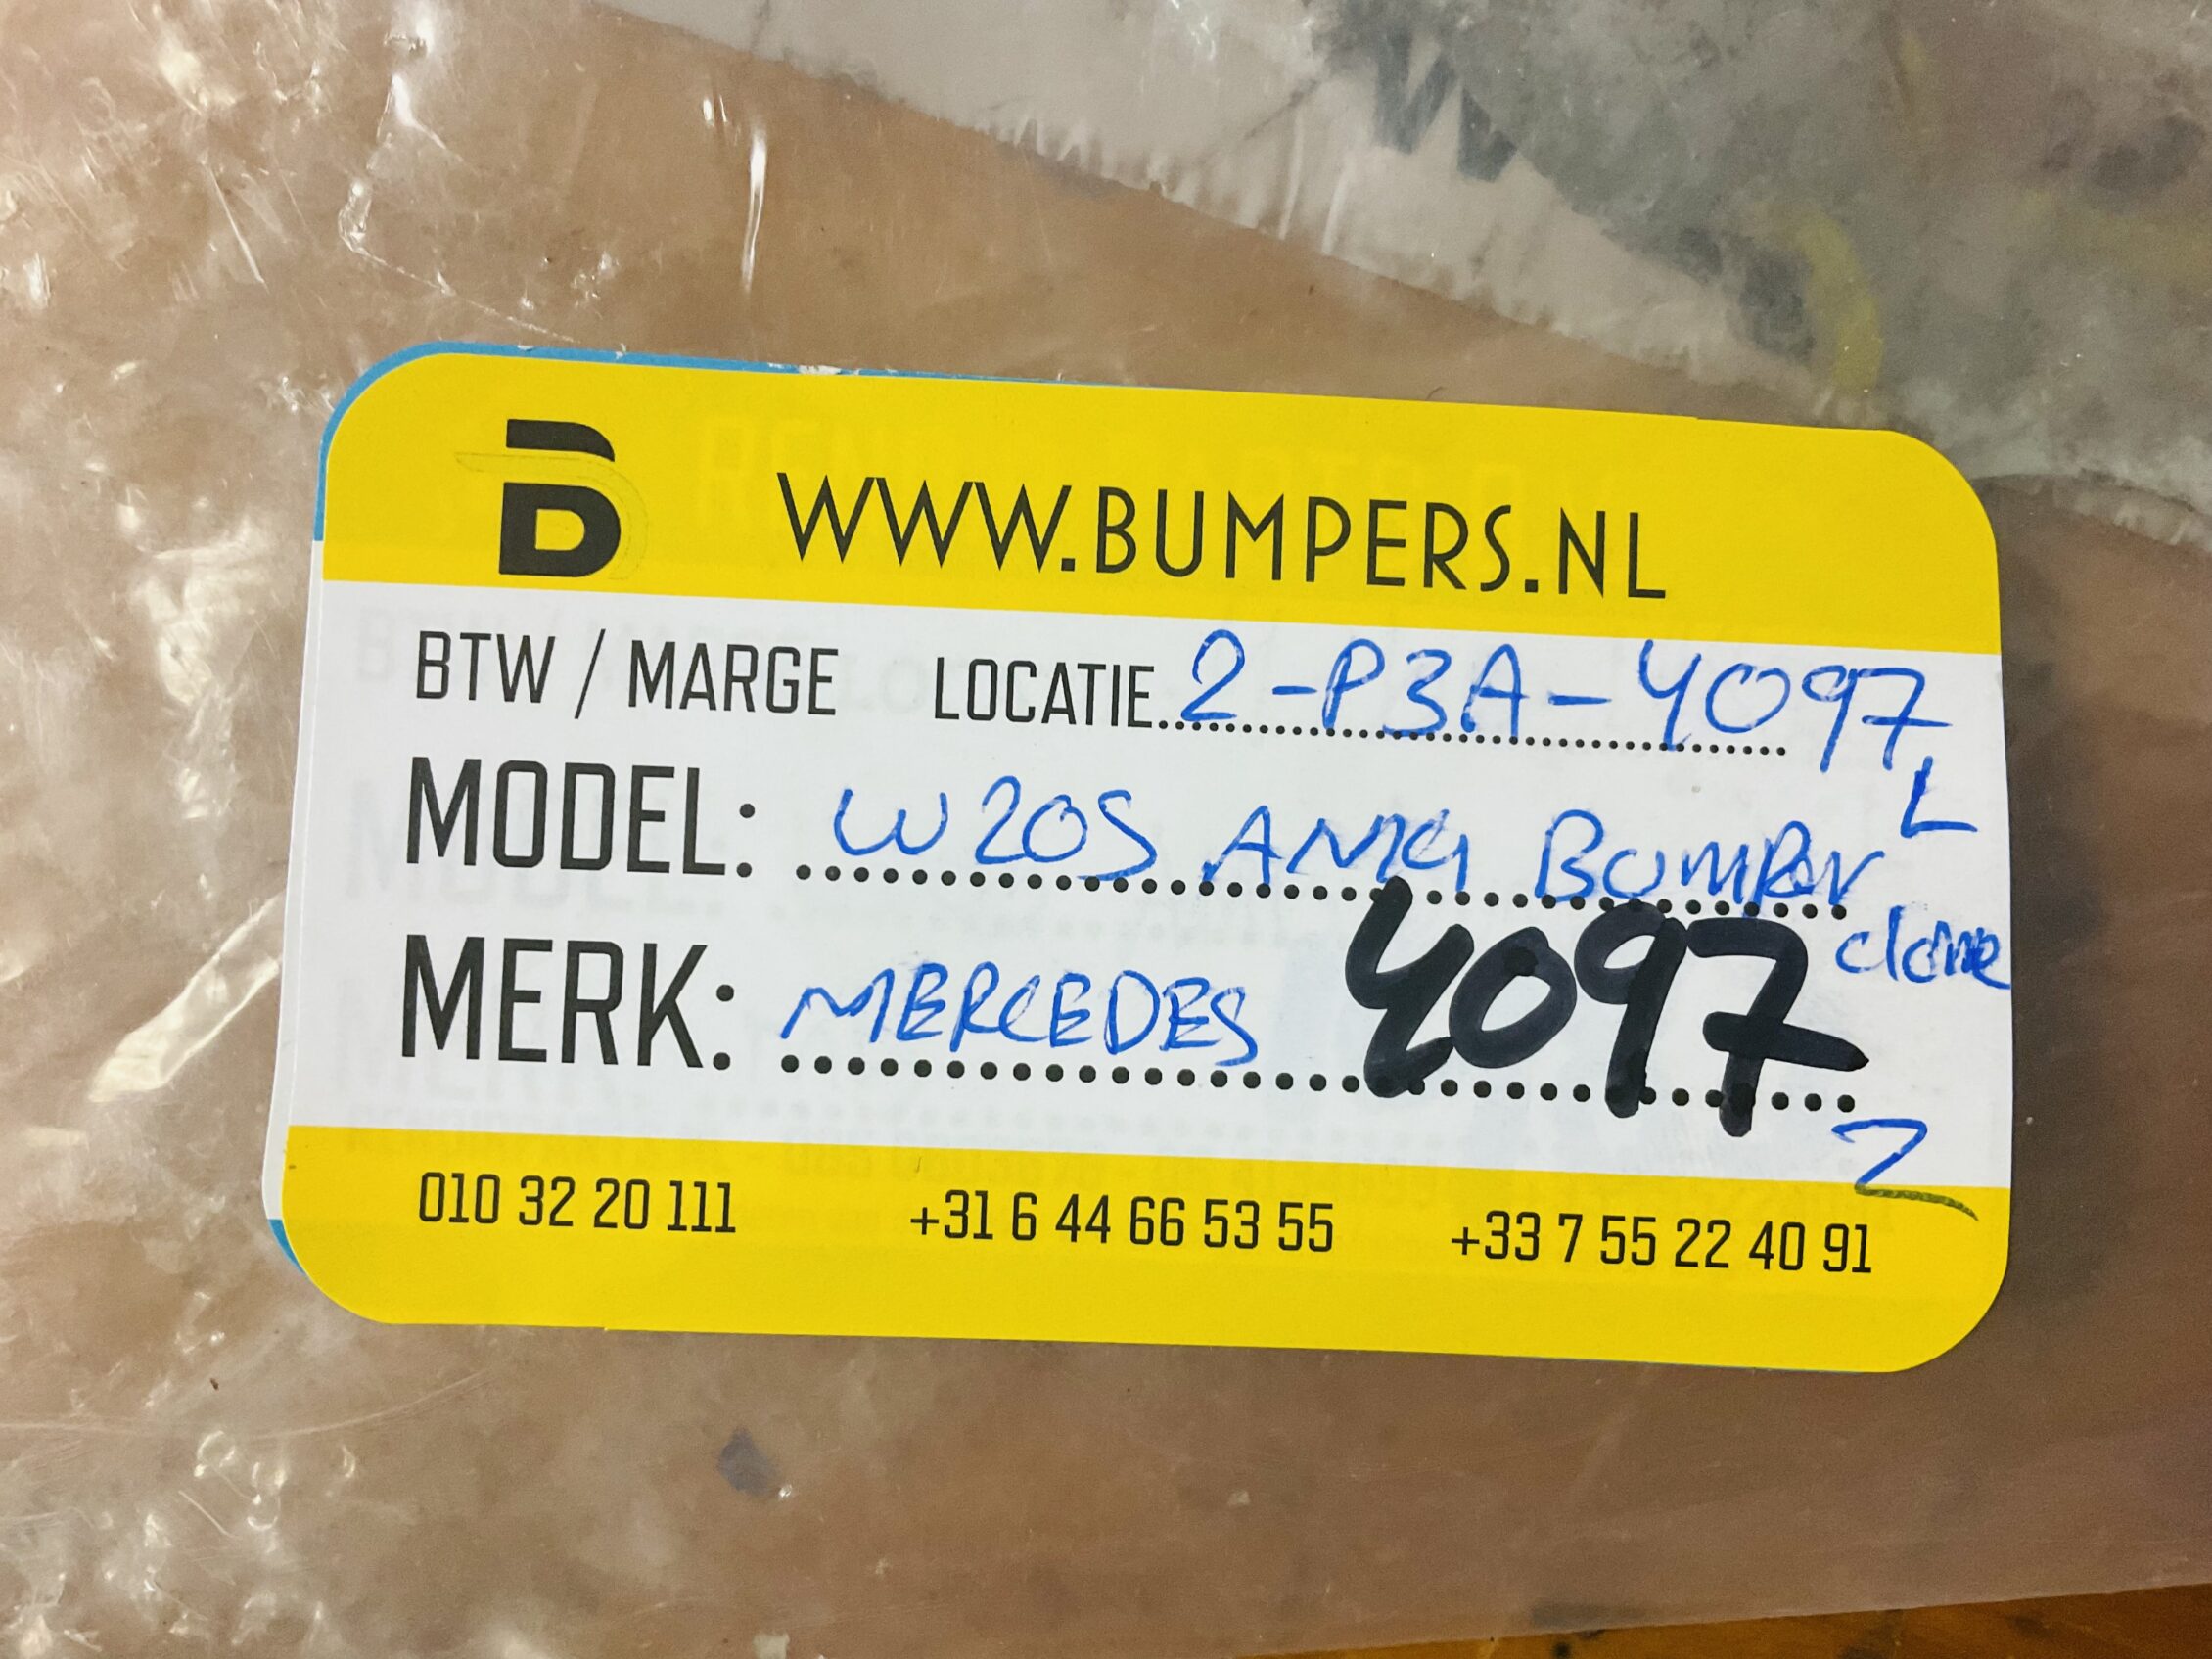 WWW.BUMPERS.NL
BTW / MARGE LOCATIE 2-P3A-4097
L
MODEL: W205 AMG BUMPER
clone
MERK: MERCEDES 4097
Z
010 32 20 111 +31 6 44 66 53 55 +33 7 55 22 40 91